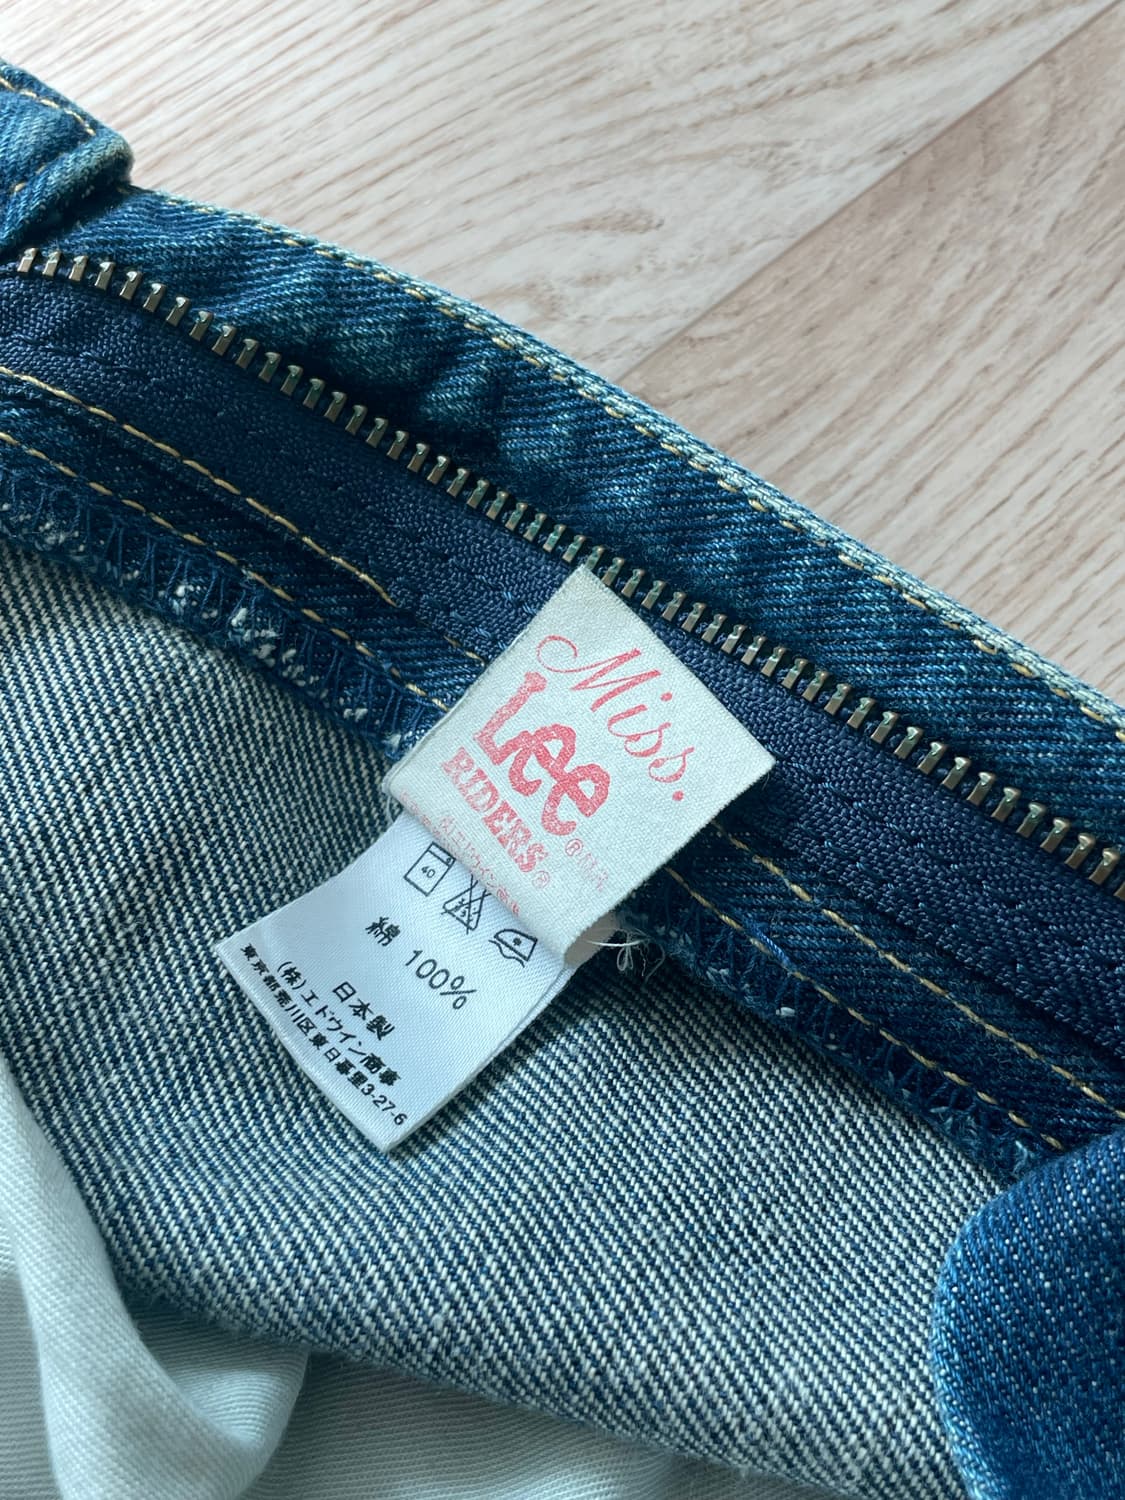 Miss.
Lee®
RIDERS®
40
綿 100%
日本製
(株)エドウイン商事
東京都荒川区東日暮里3-27-6